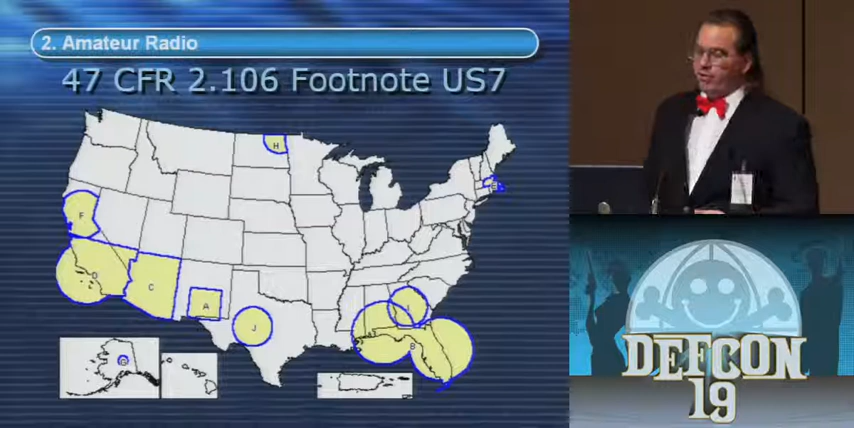 2. Amateur Radio
47 CFR 2.106 Footnote US7
H
F
D
C
A
J
I
B
G
DEFCON
19